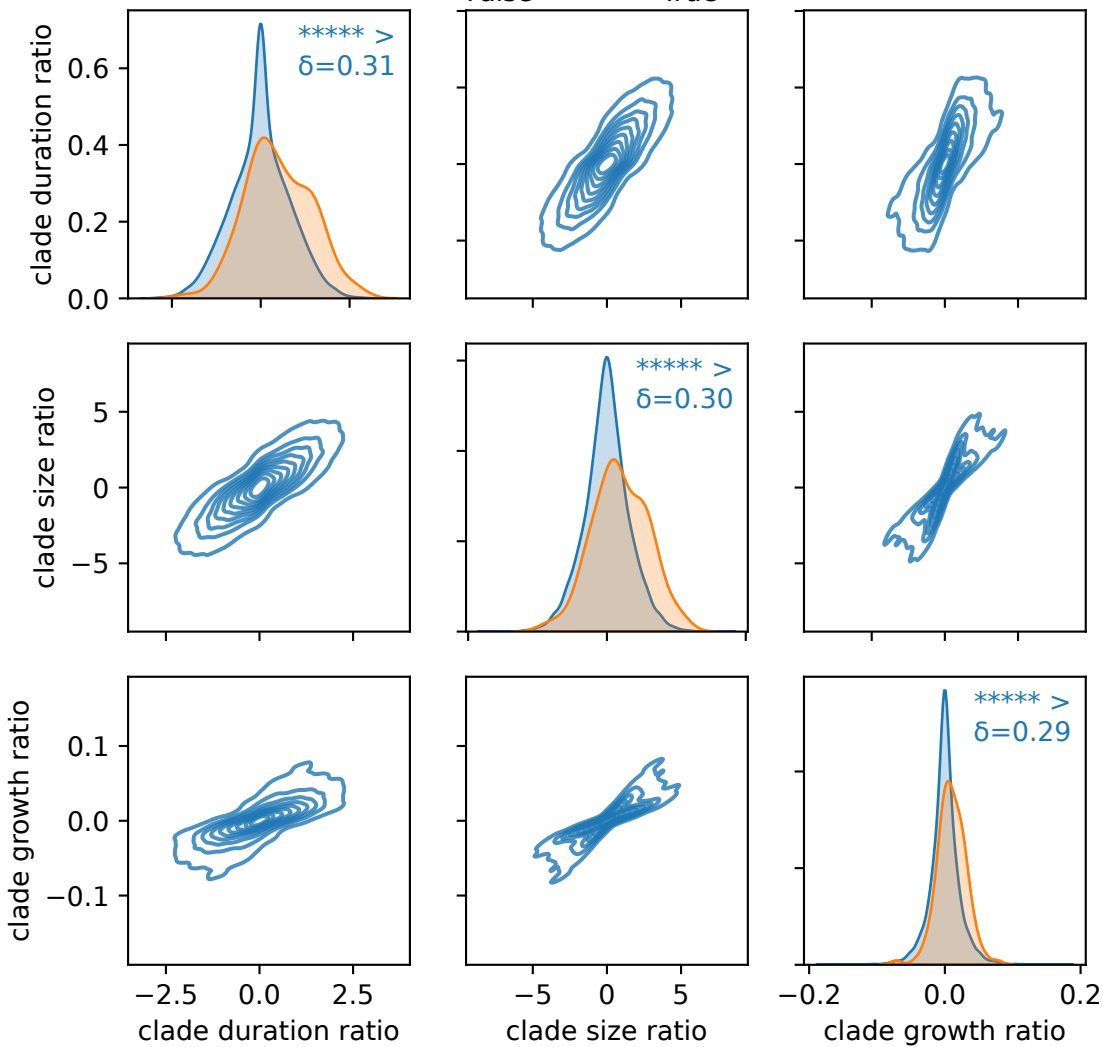 clade duration ratio
0.6
0.4
0.2
0.0
***** >
δ=0.31
clade size ratio
5
0
−5
***** >
δ=0.30
clade growth ratio
0.1
0.0
−0.1
***** >
δ=0.29
−2.5 0.0 2.5
−5 0 5
−0.2 0.0 0.2
clade duration ratio
clade size ratio
clade growth ratio